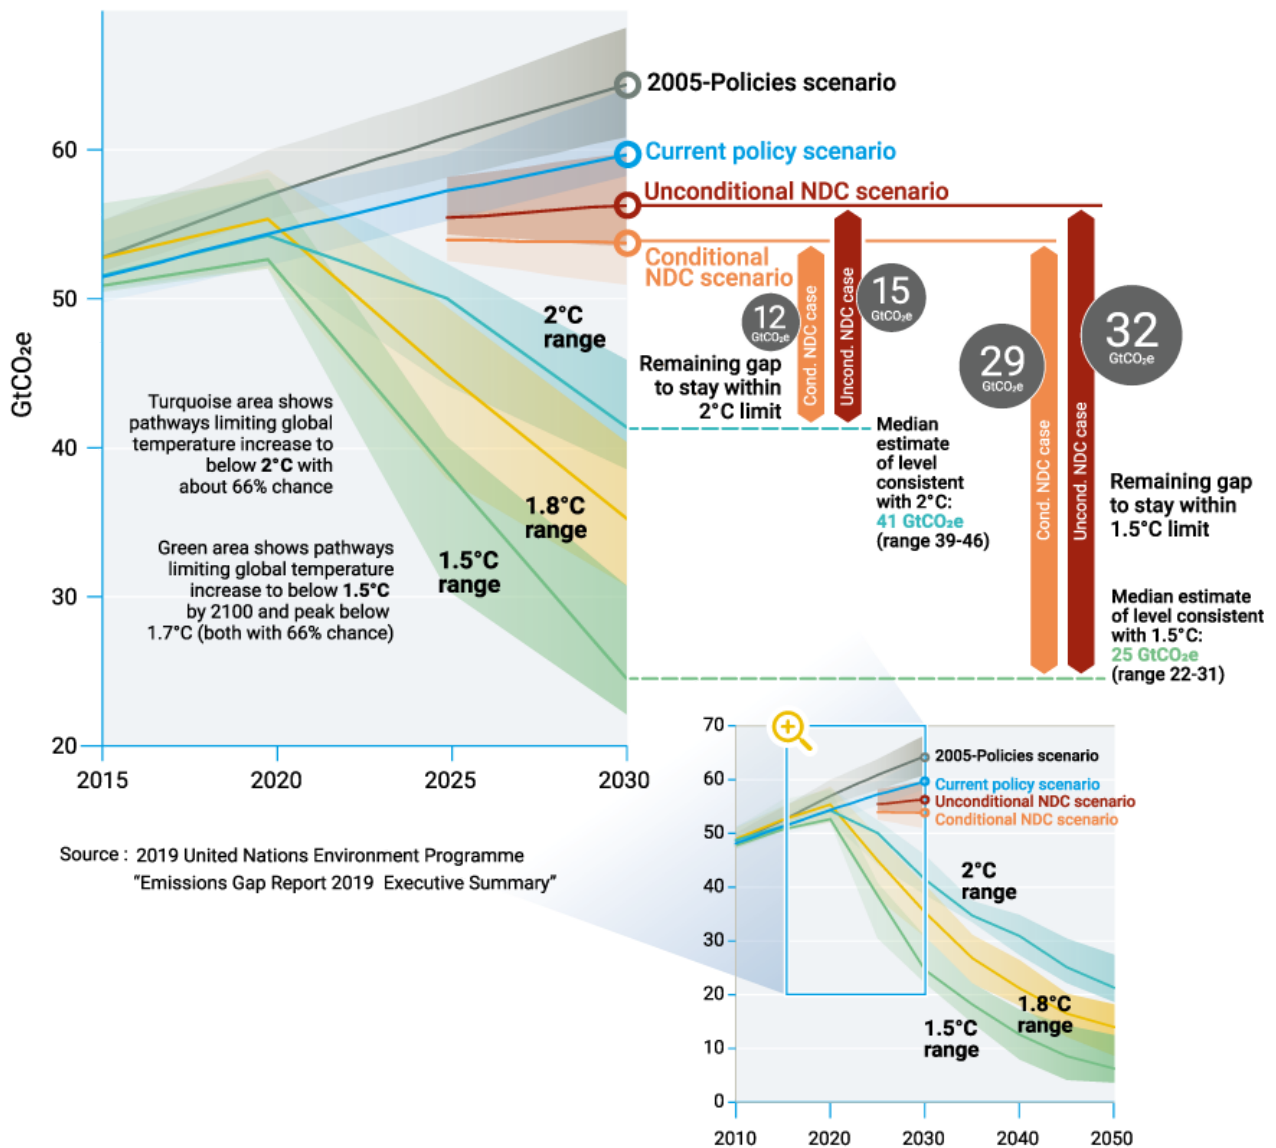 GtCO₂e
60
50
40
30
20
2015
2020
2025
2030
2005-Policies scenario
Current policy scenario
Unconditional NDC scenario
Conditional
NDC scenario
2°C
range
1.8°C
range
1.5°C
range
Turquoise area shows
pathways limiting global
temperature increase to
below 2°C with
about 66% chance
Green area shows pathways
limiting global temperature
increase to below 1.5°C
by 2100 and peak below
1.7°C (both with 66% chance)
12
GtCO₂e
Cond. NDC case
Uncond. NDC case
15
GtCO₂e
Remaining gap
to stay within
2°C limit
Median
estimate
of level
consistent
with 2°C:
41 GtCO₂e
(range 39-46)
29
GtCO₂e
Cond. NDC case
Uncond. NDC case
32
GtCO₂e
Remaining gap
to stay within
1.5°C limit
Median estimate
of level consistent
with 1.5°C:
25 GtCO₂e
(range 22-31)
Source : 2019 United Nations Environment Programme
"Emissions Gap Report 2019 Executive Summary"
70
60
50
40
30
20
10
0
2010
2020
2030
2040
2050
2005-Policies scenario
Current policy scenario
Unconditional NDC scenario
Conditional NDC scenario
2°C
range
1.8°C
range
1.5°C
range